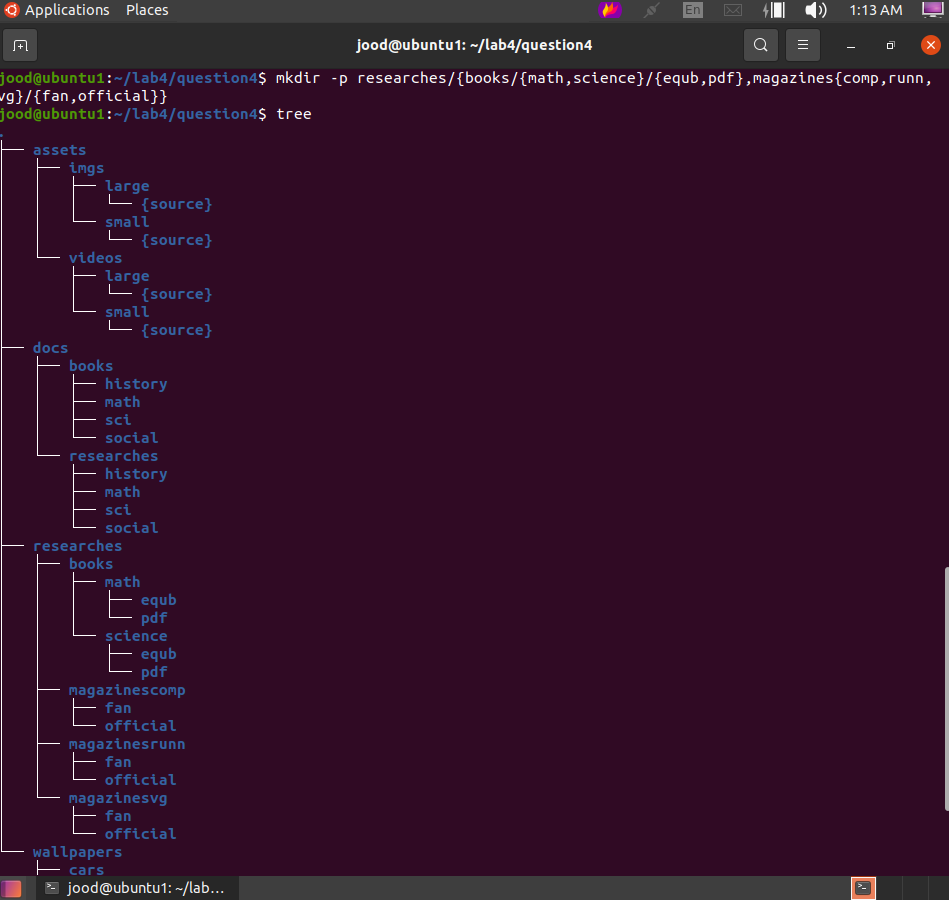 Applications Places En 1:13 AM
jood@ubuntu1: ~/lab4/question4
jood@ubuntu1:~/lab4/question4$ mkdir -p researches/{books/{math,science}/{equb,pdf},magazines{comp,runn,
vg}/{fan,official}}
jood@ubuntu1:~/lab4/question4$ tree
.
├── assets
│   ├── imgs
│   │   ├── large
│   │   │   └── {source}
│   │   └── small
│   │       └── {source}
│   └── videos
│       ├── large
│       │   └── {source}
│       └── small
│           └── {source}
├── docs
│   ├── books
│   │   ├── history
│   │   ├── math
│   │   ├── sci
│   │   └── social
│   └── researches
│       ├── history
│       ├── math
│       ├── sci
│       └── social
├── researches
│   ├── books
│   │   ├── math
│   │   │   ├── equb
│   │   │   └── pdf
│   │   └── science
│   │       ├── equb
│   │       └── pdf
│   ├── magazinescomp
│   │   ├── fan
│   │   └── official
│   ├── magazinesrunn
│   │   ├── fan
│   │   └── official
│   └── magazinesvg
│       ├── fan
│       └── official
└── wallpapers
    ├── cars
jood@ubuntu1: ~/lab...